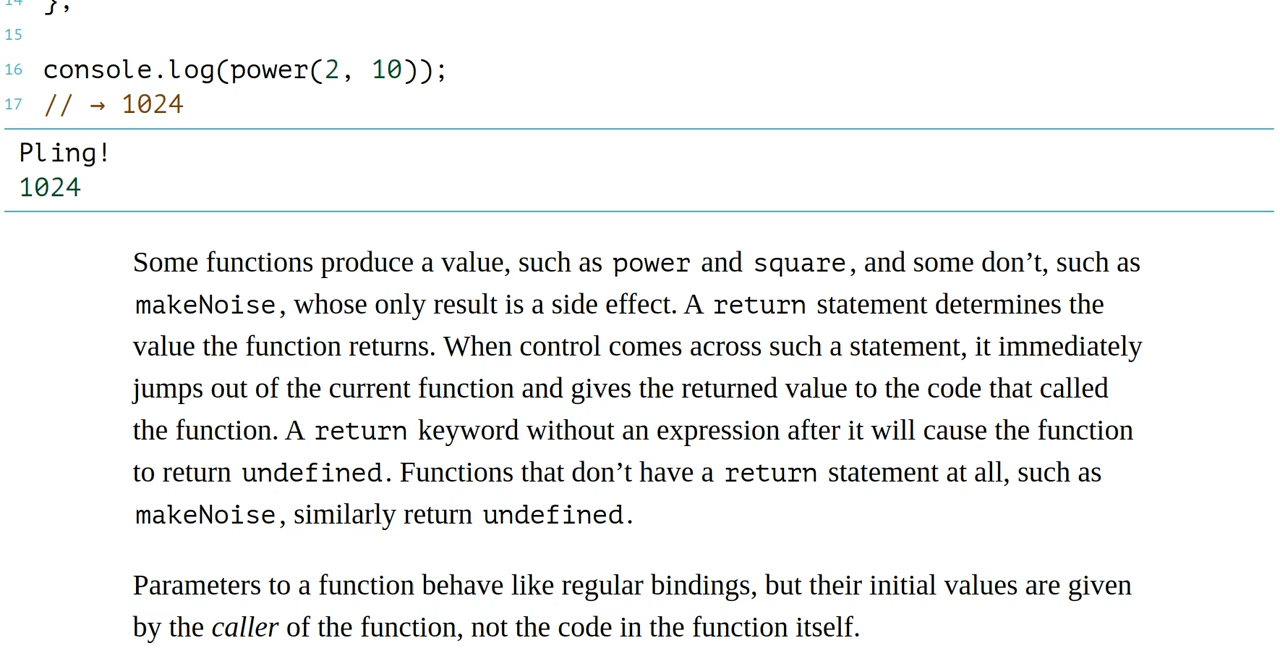 14 };
15
16 console.log(power(2, 10));
17 // → 1024
Pling!
1024
Some functions produce a value, such as power and square, and some don’t, such as
makeNoise, whose only result is a side effect. A return statement determines the
value the function returns. When control comes across such a statement, it immediately
jumps out of the current function and gives the returned value to the code that called
the function. A return keyword without an expression after it will cause the function
to return undefined. Functions that don’t have a return statement at all, such as
makeNoise, similarly return undefined.
Parameters to a function behave like regular bindings, but their initial values are given
by the caller of the function, not the code in the function itself.